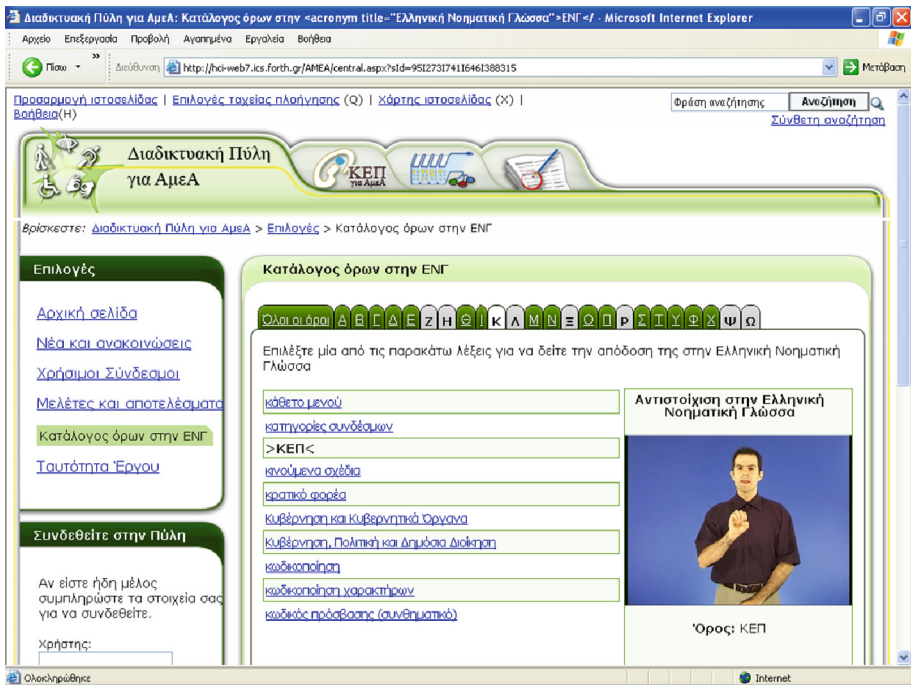 Διαδικτυακή Πύλη για ΑμεΑ: Κατάλογος όρων στην <acronym title="Ελληνική Νοηματική Γλώσσα">ΕΝΓ</ - Microsoft Internet Explorer
Αρχείο Επεξεργασία Προβολή Αγαπημένα Εργαλεία Βοήθεια
Πίσω » Διεύθυνση http://hci-web7.ics.forth.gr/AMEA/central.aspx?sId=95I273I741I646I388315 Μετάβαση
Προσαρμογή ιστοσελίδας | Επιλογές ταχείας πλοήγησης (Q) | Χάρτης ιστοσελίδας (X) |
Βοήθεια(H)
Φράση αναζήτησης Αναζήτηση
Σύνθετη αναζήτηση
Διαδικτυακή Πύλη
για ΑμεΑ
ΚΕΠ
για ΑμεΑ
Βρίσκεστε: Διαδικτυακή Πύλη για ΑμεΑ > Επιλογές > Κατάλογος όρων στην ΕΝΓ
Επιλογές
Αρχική σελίδα
Νέα και ανακοινώσεις
Χρήσιμοι Σύνδεσμοι
Μελέτες και αποτελέσματα
Κατάλογος όρων στην ΕΝΓ
Ταυτότητα Έργου
Συνδεθείτε στην Πύλη
Αν είστε ήδη μέλος
συμπληρώστε τα στοιχεία σας
για να συνδεθείτε.
Χρήστης:
Κατάλογος όρων στην ΕΝΓ
Όλοι οι όροι Α Β Γ Δ Ε Ζ Η Θ Ι Κ Λ Μ Ν Ξ Ο Π Ρ Σ Τ Υ Φ Χ Ψ Ω
Επιλέξτε μία από τις παρακάτω λέξεις για να δείτε την απόδοση της στην Ελληνική Νοηματική
Γλώσσα
κάθετο μενού
κατηγορίες συνδέσμων
>ΚΕΠ<
κινούμενα σχέδια
κρατικό φορέα
Κυβέρνηση και Κυβερνητικά Όργανα
Κυβέρνηση, Πολιτική και Δημόσια Διοίκηση
κωδικοποίηση
κωδικοποίηση χαρακτήρων
κωδικός πρόσβασης (συνθηματικό)
Αντιστοίχιση στην Ελληνική
Νοηματική Γλώσσα
Όρος: ΚΕΠ
Ολοκληρώθηκε Internet